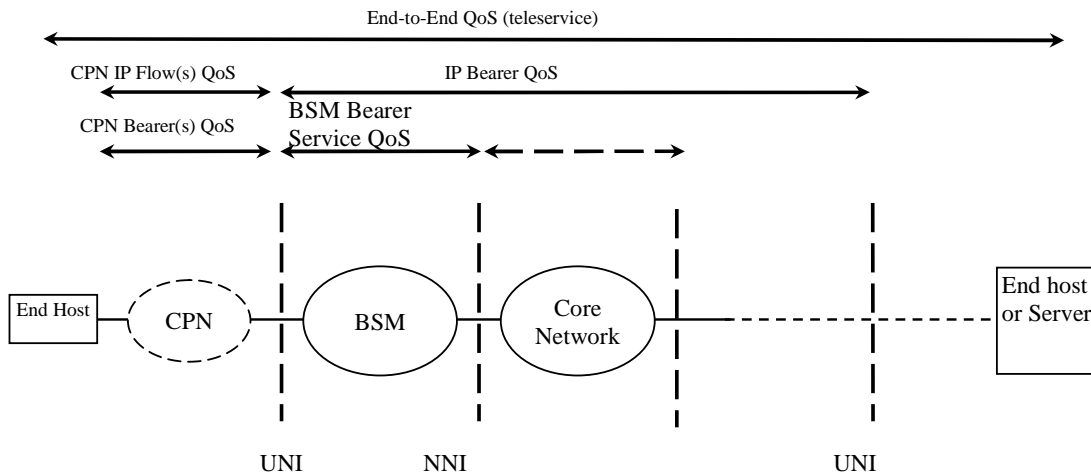 End-to-End QoS (teleservice)
CPN IP Flow(s) QoS
IP Bearer QoS
CPN Bearer(s) QoS
BSM Bearer
Service QoS
End Host
CPN
BSM
Core
Network
End host
or Server
UNI
NNI
UNI